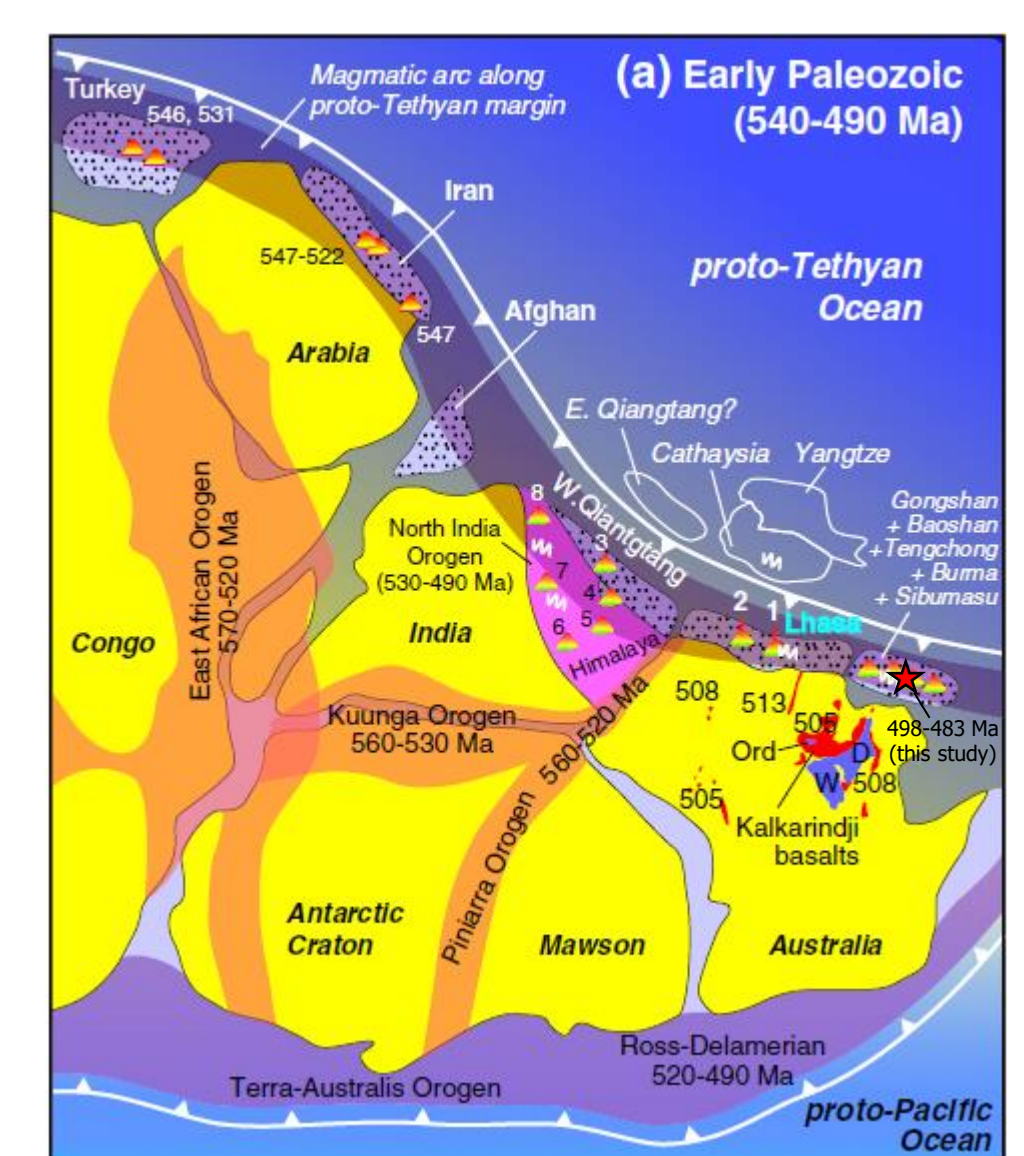 (a) Early Paleozoic
(540-490 Ma)
Turkey
546, 531
Magmatic arc along
proto-Tethyan margin
Iran
547-522
547
Arabia
Afghan
proto-Tethyan
Ocean
E. Qiangtang?
Cathaysia
Yangtze
W.Qiangtang
Gongshan
+ Baoshan
+Tengchong
+ Burma
+ Sibumasu
8
3
7
4
5
6
2
1
North India
Orogen
(530-490 Ma)
East African Orogen
570-520 Ma
Congo
India
Himalaya
Lhasa
508
513
505
Ord
D
W
508
505
498-483 Ma
(this study)
Kalkarindji
basalts
Kuunga Orogen
560-530 Ma
560-520 Ma
Piniarra Orogen
Antarctic
Craton
Mawson
Australia
Ross-Delamerian
520-490 Ma
Terra-Australis Orogen
proto-Pacific
Ocean